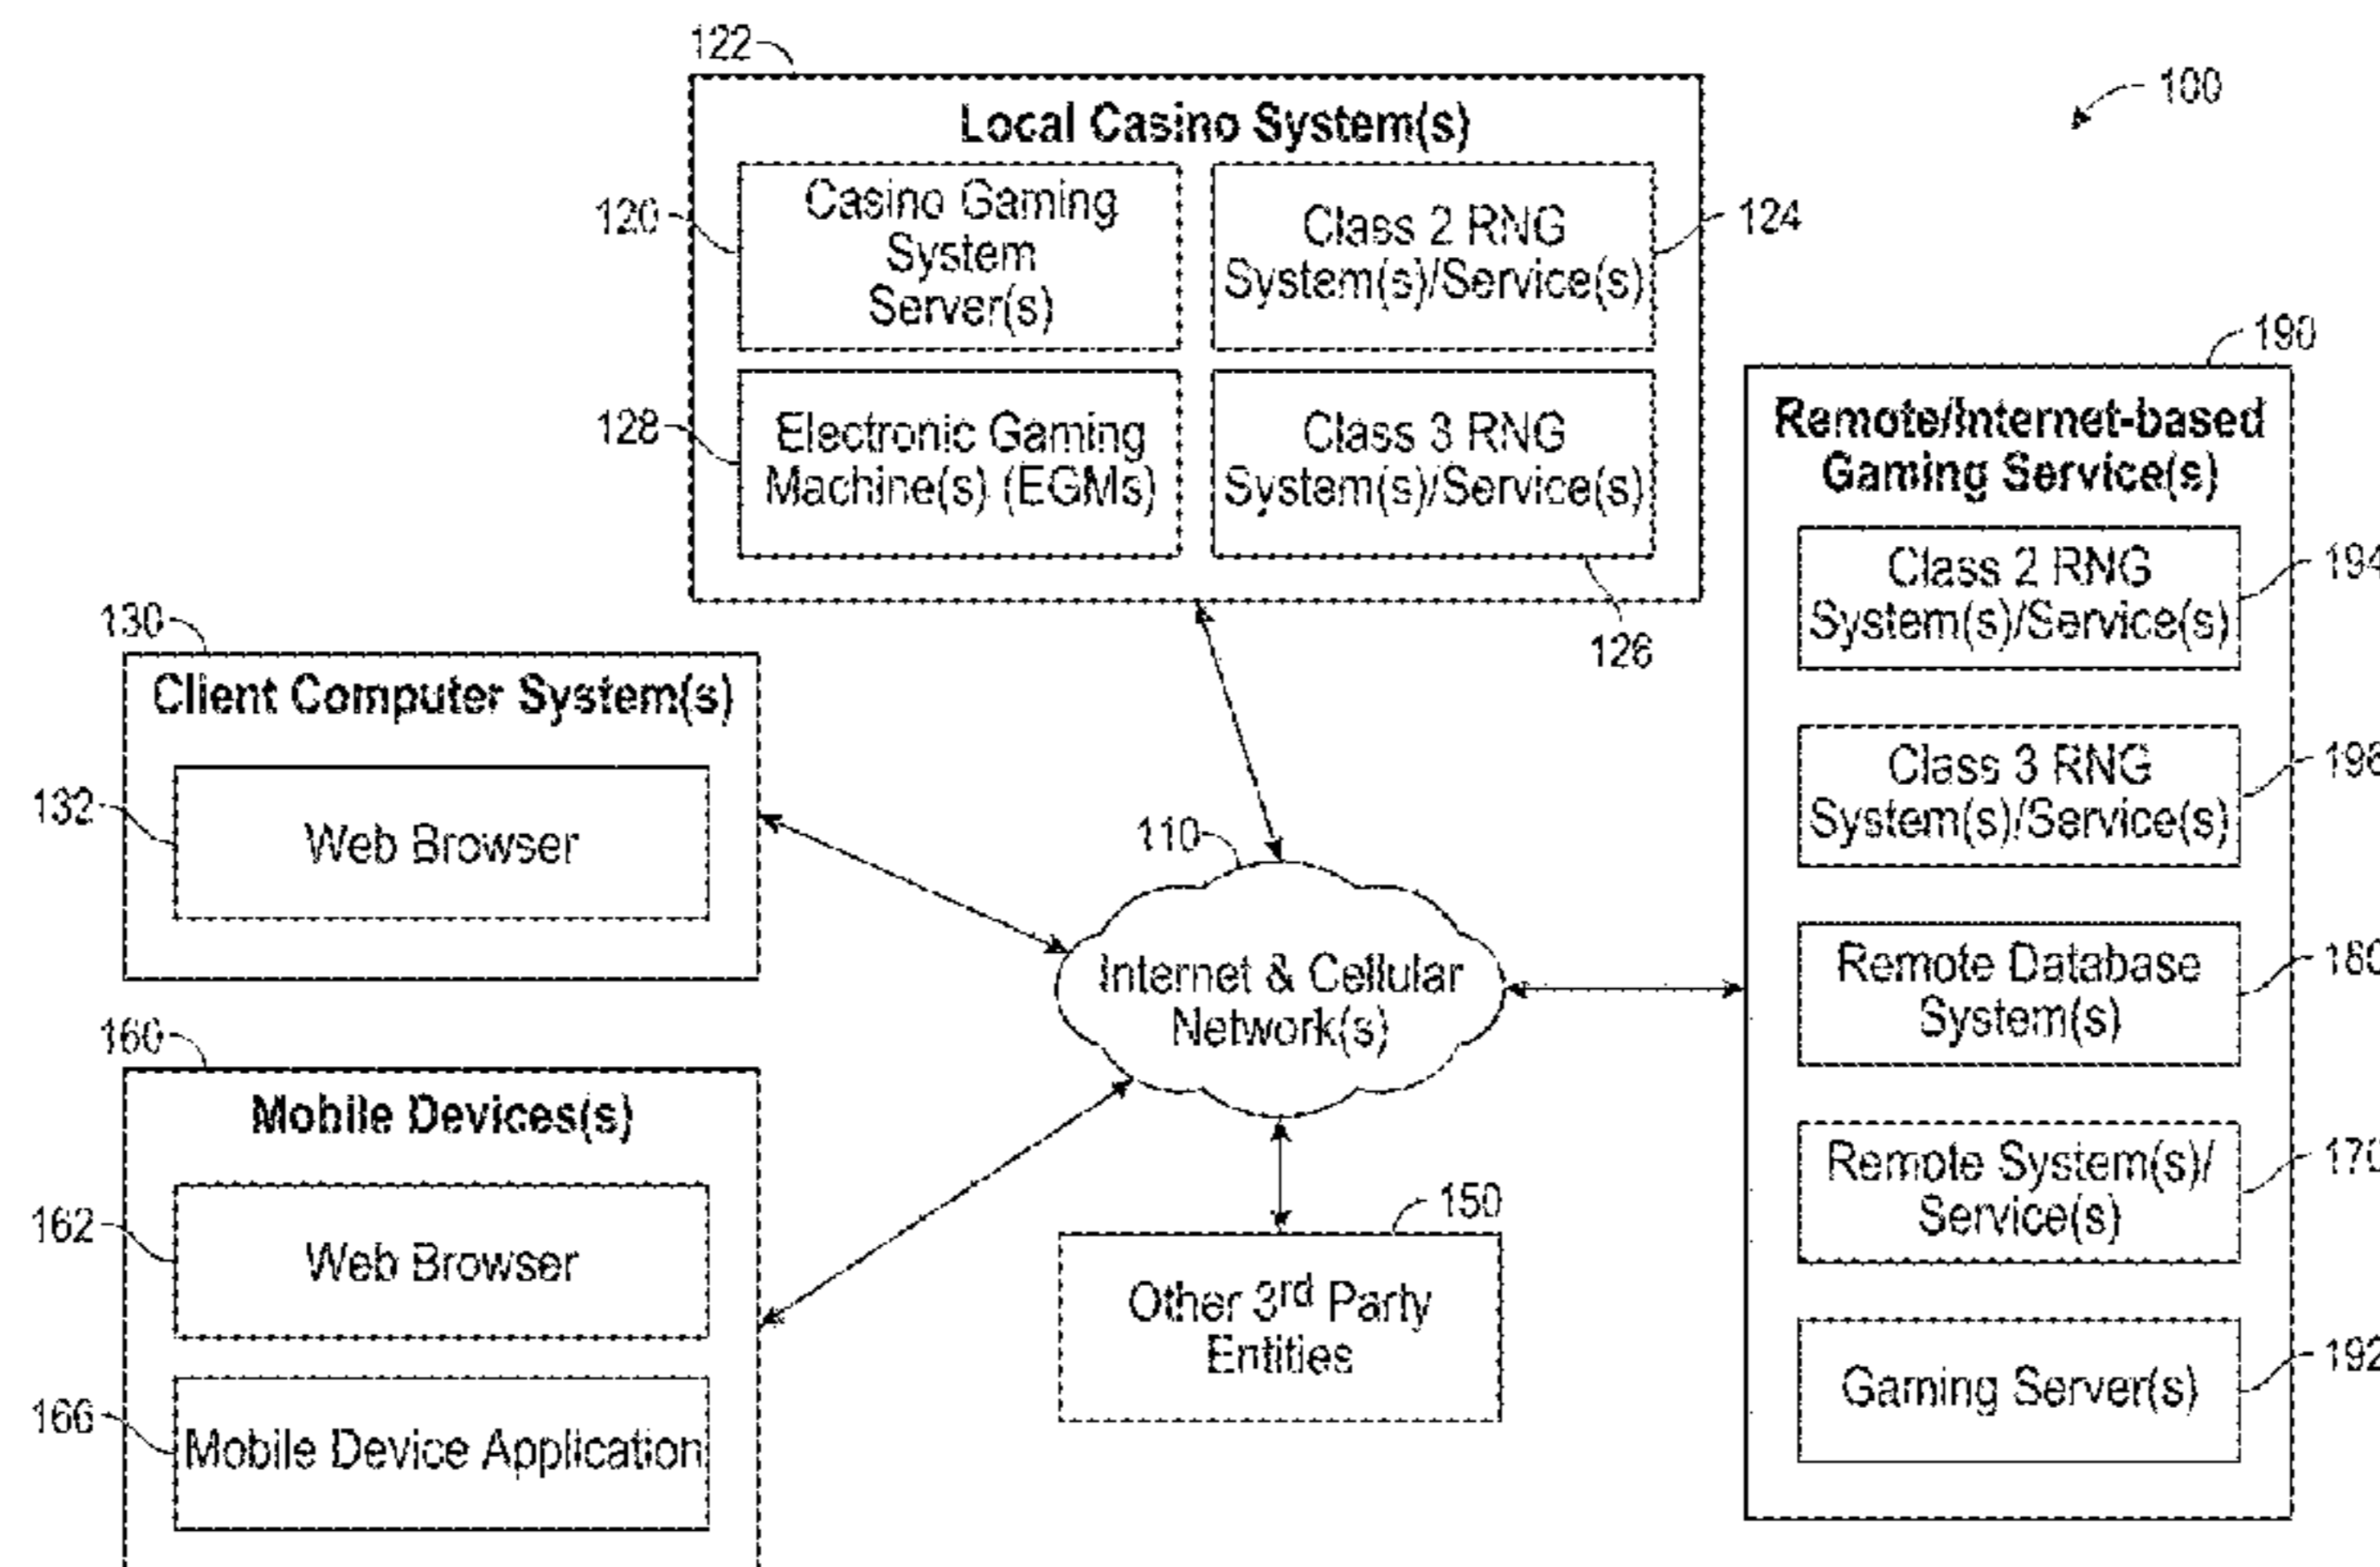 122
100
Local Casino System(s)
120
Casino Gaming
System
Server(s)
Class 2 RNG
System(s)/Service(s)
124
128
Electronic Gaming
Machine(s) (EGMs)
Class 3 RNG
System(s)/Service(s)
126
190
Remote/Internet-based
Gaming Service(s)
Class 2 RNG
System(s)/Service(s)
194
Class 3 RNG
System(s)/Service(s)
Remote Database
System(s)
180
Remote System(s)/
Service(s)
170
Gaming Server(s)
192
130
Client Computer System(s)
132
Web Browser
110
Internet & Cellular
Network(s)
160
Mobile Devices(s)
162
Web Browser
166
Mobile Device Application
150
Other 3rd Party
Entities